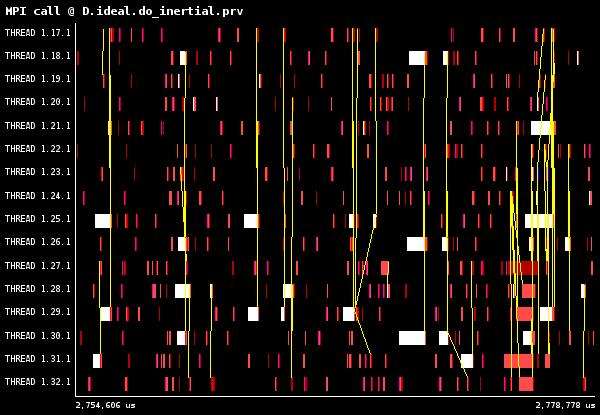 MPI call @ D.ideal.do_inertial.prv
THREAD 1.17.1
THREAD 1.18.1
THREAD 1.19.1
THREAD 1.20.1
THREAD 1.21.1
THREAD 1.22.1
THREAD 1.23.1
THREAD 1.24.1
THREAD 1.25.1
THREAD 1.26.1
THREAD 1.27.1
THREAD 1.28.1
THREAD 1.29.1
THREAD 1.30.1
THREAD 1.31.1
THREAD 1.32.1
2,754,606 us 2,778,778 us